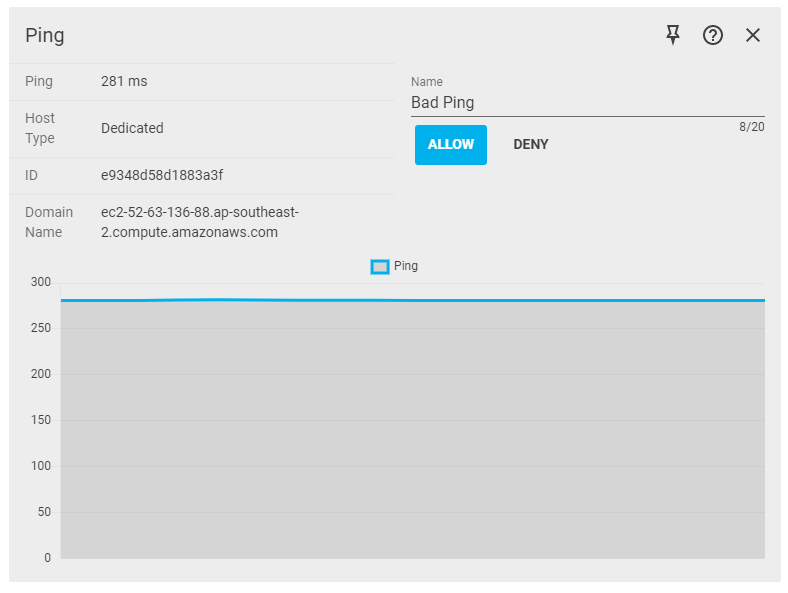 Ping
Ping 281 ms
Host
Type
Dedicated
ID e9348d58d1883a3f
Domain
Name
ec2-52-63-136-88.ap-southeast-
2.compute.amazonaws.com
Name
Bad Ping
8/20
ALLOW DENY
Ping
300
250
200
150
100
50
0